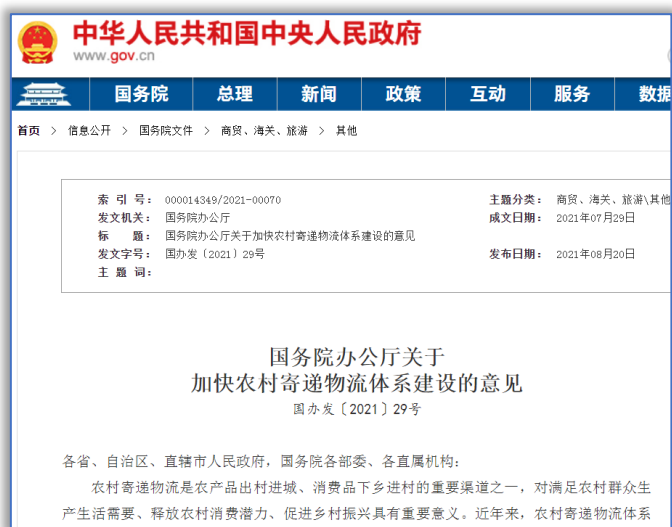 中华人民共和国中央人民政府
www.gov.cn
国务院 总理 新闻 政策 互动 服务 数据
首页 > 信息公开 > 国务院文件 > 商贸、海关、旅游 > 其他
索 引 号： 000014349/2021-00070 主题分类： 商贸、海关、旅游\其他
发文机关： 国务院办公厅 成文日期： 2021年07月29日
标 题： 国务院办公厅关于加快农村寄递物流体系建设的意见
发文字号： 国办发〔2021〕29号 发布日期： 2021年08月20日
主 题 词：
国务院办公厅关于
加快农村寄递物流体系建设的意见
国办发〔2021〕29号
各省、自治区、直辖市人民政府，国务院各部委、各直属机构：
农村寄递物流是农产品出村进城、消费品下乡进村的重要渠道之一，对满足农村群众生
产生活需要、释放农村消费潜力、促进乡村振兴具有重要意义。近年来，农村寄递物流体系